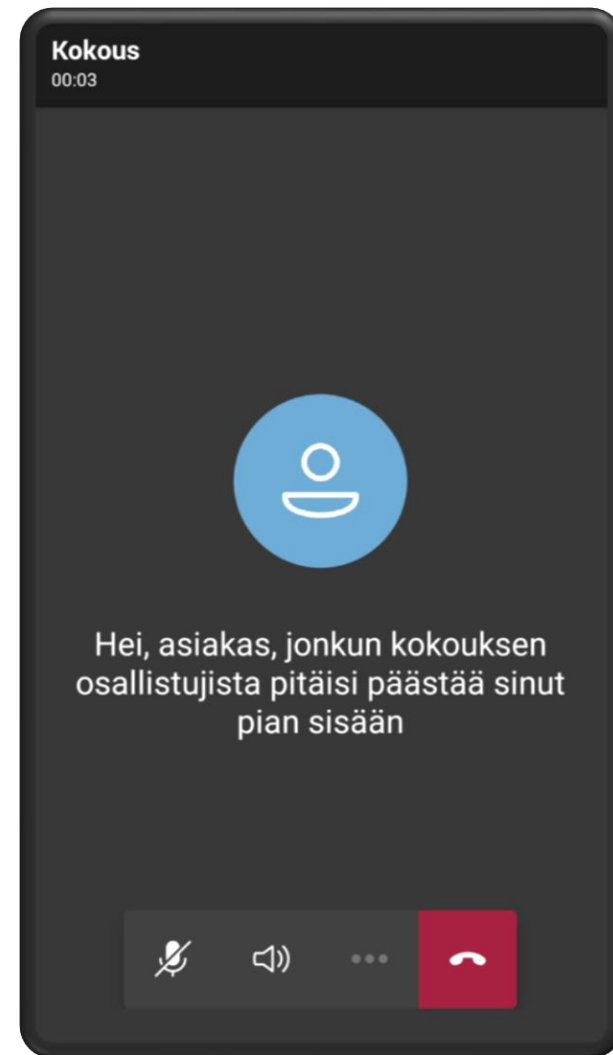 Kokous
00:03
Hei, asiakas, jonkun kokouksen
osallistujista pitäisi päästää sinut
pian sisään